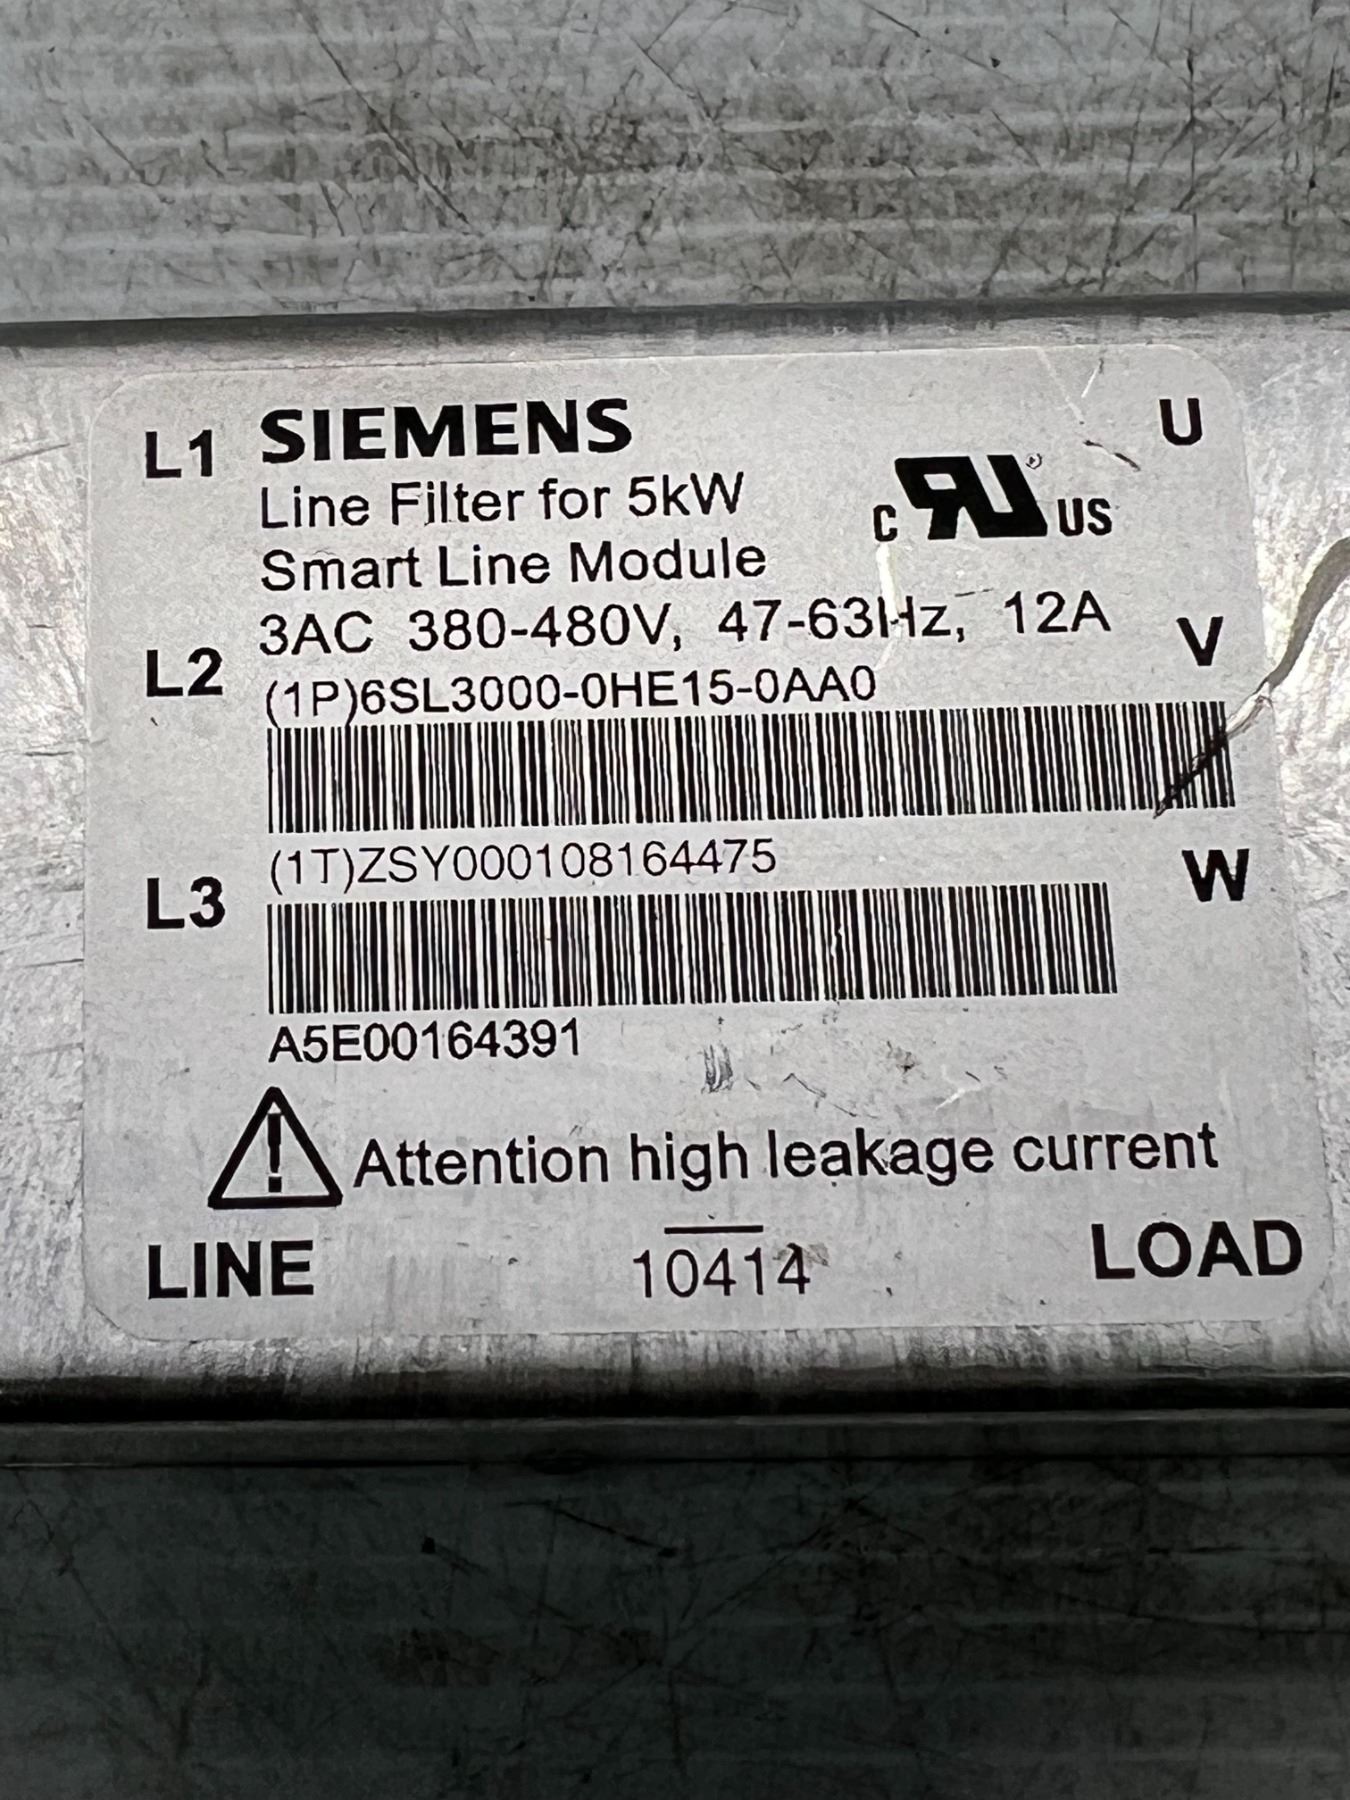 L1 SIEMENS U
Line Filter for 5kW
c RU ® US
Smart Line Module
3AC 380-480V, 47-63Hz, 12A
L2 V
(1P)6SL3000-0HE15-0AA0
(1T)ZSY000108164475
L3 W
A5E00164391
Attention high leakage current
LINE 10414 LOAD